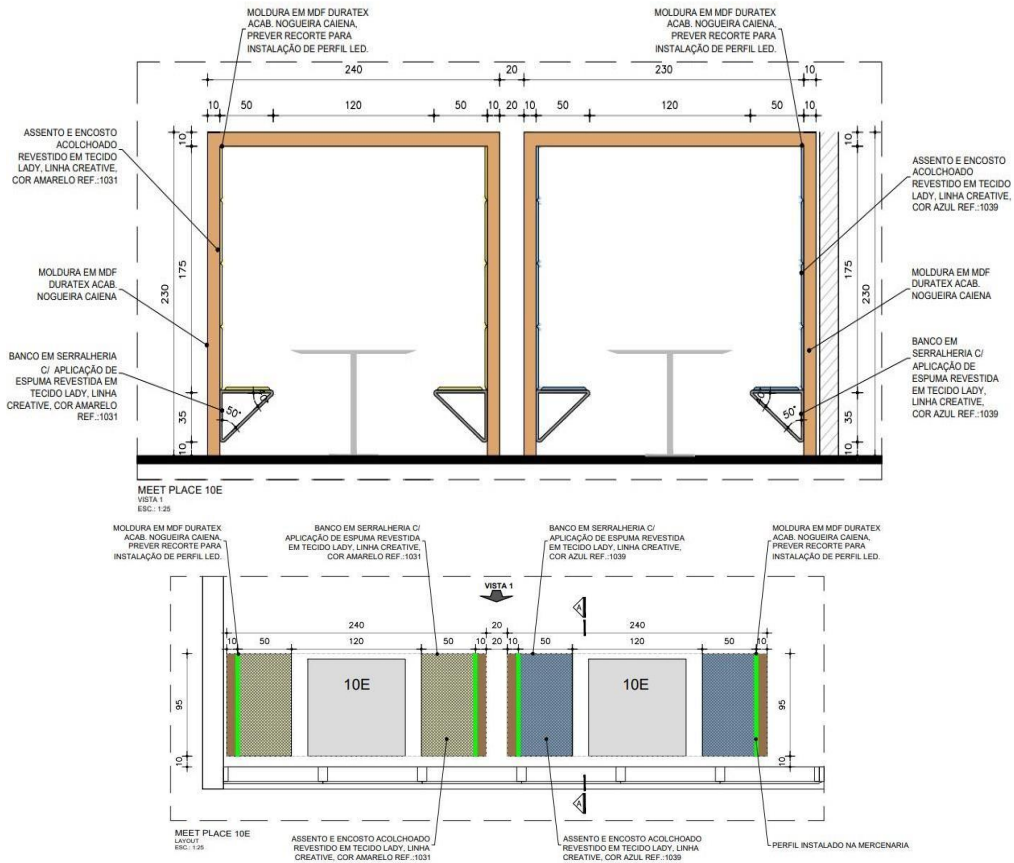 MOLDURA EM MDF DURATEX
ACAB. NOGUEIRA CAIENA,
PREVER RECORTE PARA
INSTALAÇÃO DE PERFIL LED.
MOLDURA EM MDF DURATEX
ACAB. NOGUEIRA CAIENA,
PREVER RECORTE PARA
INSTALAÇÃO DE PERFIL LED.
240 20 230 10
10 50 120 50 10 20 10 50 120 50 10
ASSENTO E ENCOSTO
ACOLCHOADO
REVESTIDO EM TECIDO
LADY, LINHA CREATIVE,
COR AMARELO REF.:1031
MOLDURA EM MDF
DURATEX ACAB.
NOGUEIRA CAIENA
BANCO EM SERRALHERIA
C/ APLICAÇÃO DE
ESPUMA REVESTIDA EM
TECIDO LADY, LINHA
CREATIVE, COR AMARELO
REF.:1031
230
10
175
35
10
50°
50°
ASSENTO E ENCOSTO
ACOLCHOADO
REVESTIDO EM TECIDO
LADY, LINHA CREATIVE,
COR AZUL REF.:1039
MOLDURA EM MDF
DURATEX ACAB.
NOGUEIRA CAIENA
BANCO EM
SERRALHERIA C/
APLICAÇÃO DE
ESPUMA REVESTIDA
EM TECIDO LADY,
LINHA CREATIVE,
COR AZUL REF.:1039
10
175
35
10
230
MEET PLACE 10E
VISTA 1
ESC.: 1:25
MOLDURA EM MDF DURATEX
ACAB. NOGUEIRA CAIENA,
PREVER RECORTE PARA
INSTALAÇÃO DE PERFIL LED.
BANCO EM SERRALHERIA C/
APLICAÇÃO DE ESPUMA REVESTIDA
EM TECIDO LADY, LINHA CREATIVE,
COR AMARELO REF.:1031
BANCO EM SERRALHERIA C/
APLICAÇÃO DE ESPUMA REVESTIDA
EM TECIDO LADY, LINHA CREATIVE,
COR AZUL REF.:1039
MOLDURA EM MDF DURATEX
ACAB. NOGUEIRA CAIENA,
PREVER RECORTE PARA
INSTALAÇÃO DE PERFIL LED.
VISTA 1
A
240 20 240
10 50 120 50 10 20 10 50 120 50 10
95
10
10E
10E
95
10
A
MEET PLACE 10E
LAYOUT
ESC.: 1:25
ASSENTO E ENCOSTO ACOLCHOADO
REVESTIDO EM TECIDO LADY, LINHA
CREATIVE, COR AMARELO REF.:1031
ASSENTO E ENCOSTO ACOLCHOADO
REVESTIDO EM TECIDO LADY, LINHA
CREATIVE, COR AZUL REF.:1039
PERFIL INSTALADO NA MERCENARIA